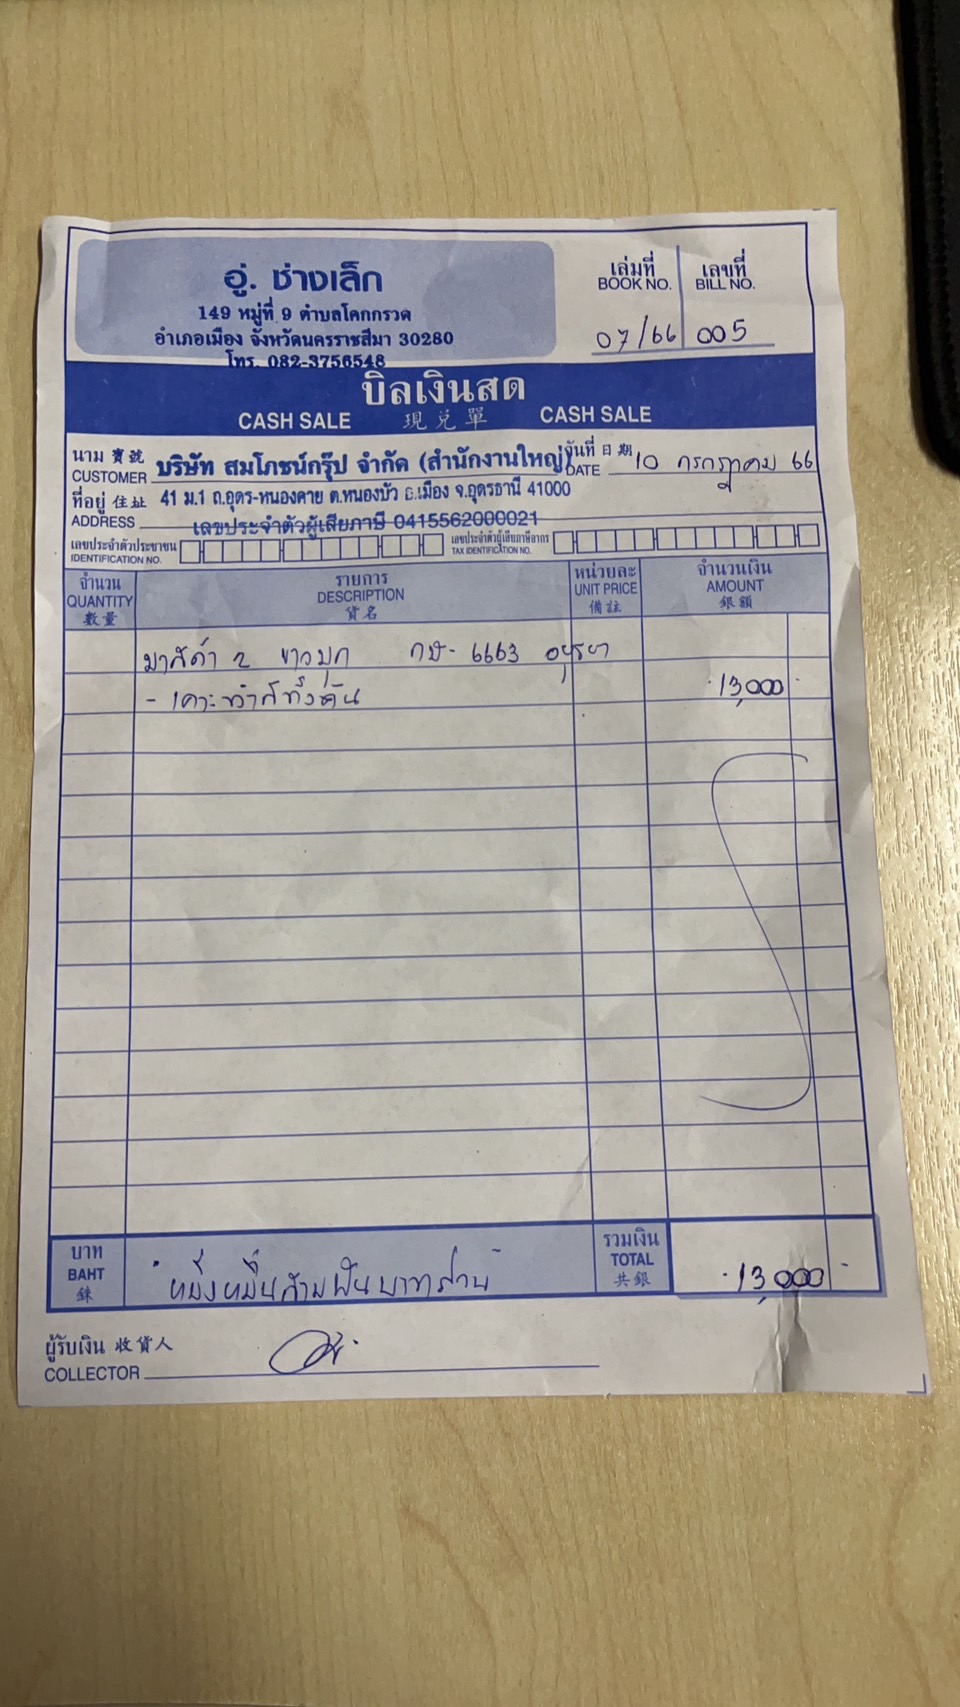 อู่. ช่างเล็ก
149 หมู่ที่ 9 ตำบลโคกกรวด
อำเภอเมือง จังหวัดนครราชสีมา 30280
โทร. 082-3756548
เล่มที่ เลขที่
BOOK NO. BILL NO.
07/66 005
บิลเงินสด
CASH SALE 現兌單 CASH SALE
นาม 寶號 บริษัท สมโภชน์กรุ๊ป จำกัด (สำนักงานใหญ่) วันที่ 日期
CUSTOMER DATE 10 กรกฎาคม 66
ที่อยู่ 住址 41 ม.1 ถ.อุดร-หนองคาย ต.หนองบัว อ.เมือง จ.อุดรธานี 41000
ADDRESS เลขประจำตัวผู้เสียภาษี 0415562000021
เลขประจำตัวประชาชน เลขประจำตัวผู้เสียภาษีอากร
IDENTIFICATION NO. TAX IDENTIFICATION NO.
จำนวน รายการ หน่วยละ จำนวนเงิน
QUANTITY DESCRIPTION UNIT PRICE AMOUNT
數量 貨名 備註 銀額
มาสด้า 2 ขาวมุก กษ- 6663 อยุธยา
- เคาะทำสีทั้งคัน 13,000 -
บาท รวมเงิน
BAHT หนึ่งหมื่นสามพันบาทถ้วน TOTAL 13,000 -
銖 共銀
ผู้รับเงิน 收貨人
COLLECTOR